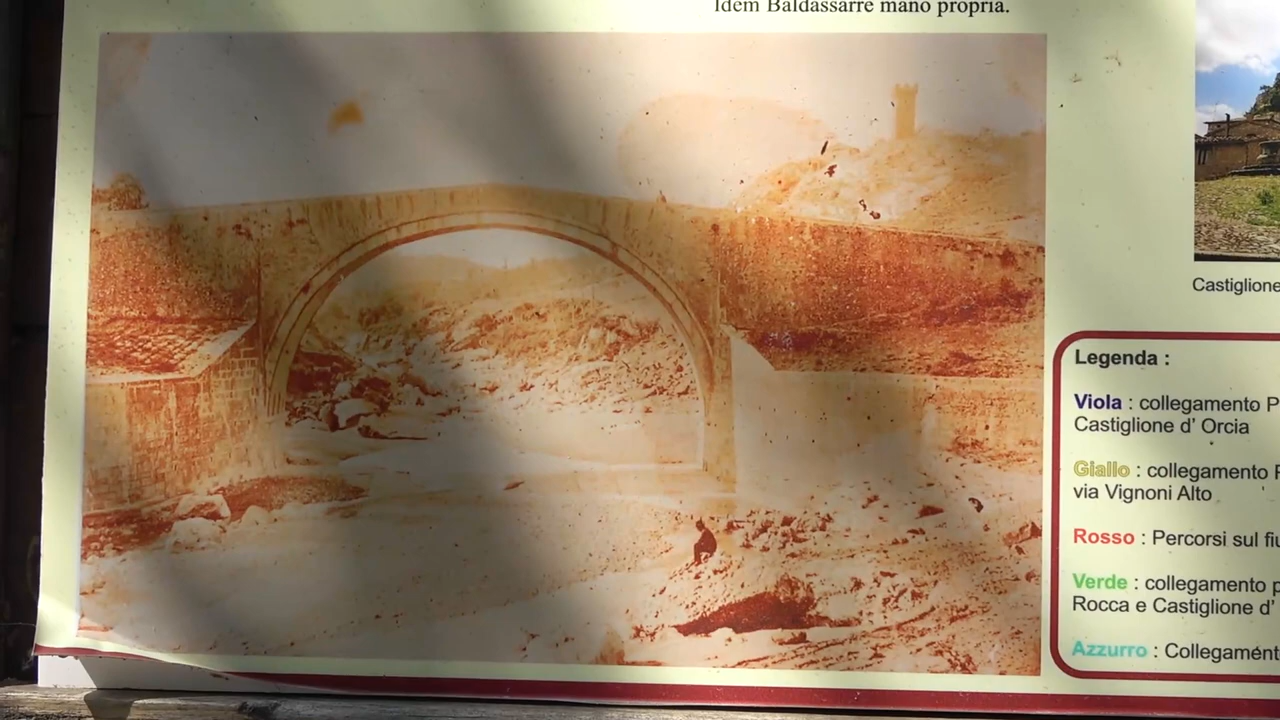 Idem Baldassarre mano propria.
Castiglione
Legenda :
Viola : collegamento P
Castiglione d' Orcia
Giallo : collegamento
via Vignoni Alto
Rosso : Percorsi sul fiu
Verde : collegamento p
Rocca e Castiglione d'
Azzurro : Collegament